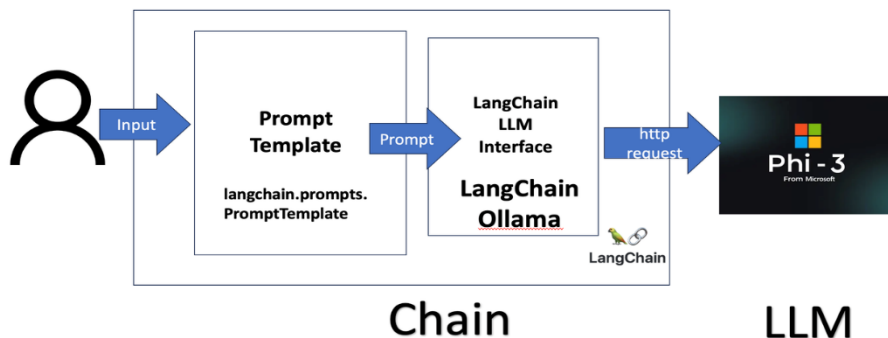 Input
Prompt
Template
langchain.prompts.
PromptTemplate
Prompt
LangChain
LLM
Interface
LangChain
Ollama
http
request
LangChain
Phi - 3
From Microsoft
Chain
LLM